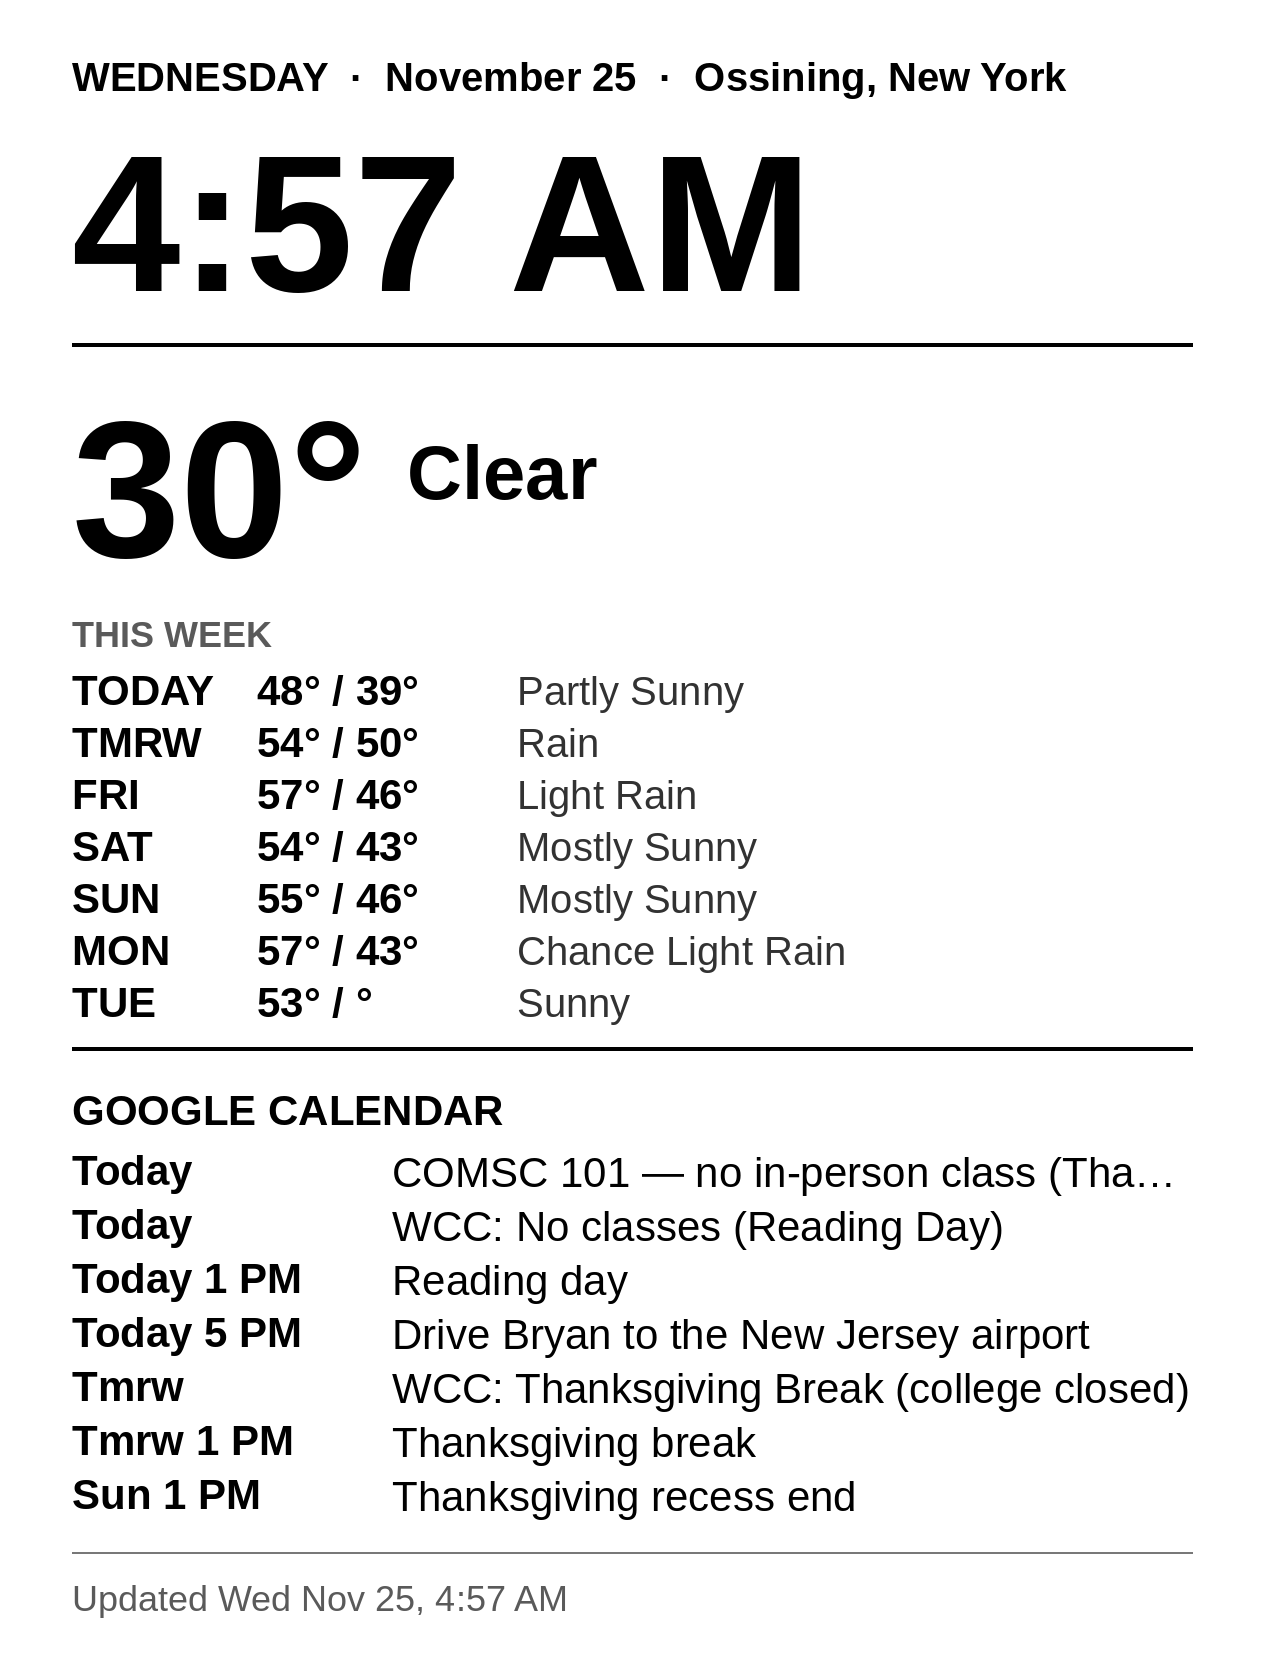 WEDNESDAY · November 25 · Ossining, New York
4:57 AM
30° Clear
THIS WEEK
TODAY 48° / 39° Partly Sunny
TMRW 54° / 50° Rain
FRI 57° / 46° Light Rain
SAT 54° / 43° Mostly Sunny
SUN 55° / 46° Mostly Sunny
MON 57° / 43° Chance Light Rain
TUE 53° / ° Sunny
GOOGLE CALENDAR
Today COMSC 101 — no in-person class (Tha…
Today WCC: No classes (Reading Day)
Today 1 PM Reading day
Today 5 PM Drive Bryan to the New Jersey airport
Tmrw WCC: Thanksgiving Break (college closed)
Tmrw 1 PM Thanksgiving break
Sun 1 PM Thanksgiving recess end
Updated Wed Nov 25, 4:57 AM